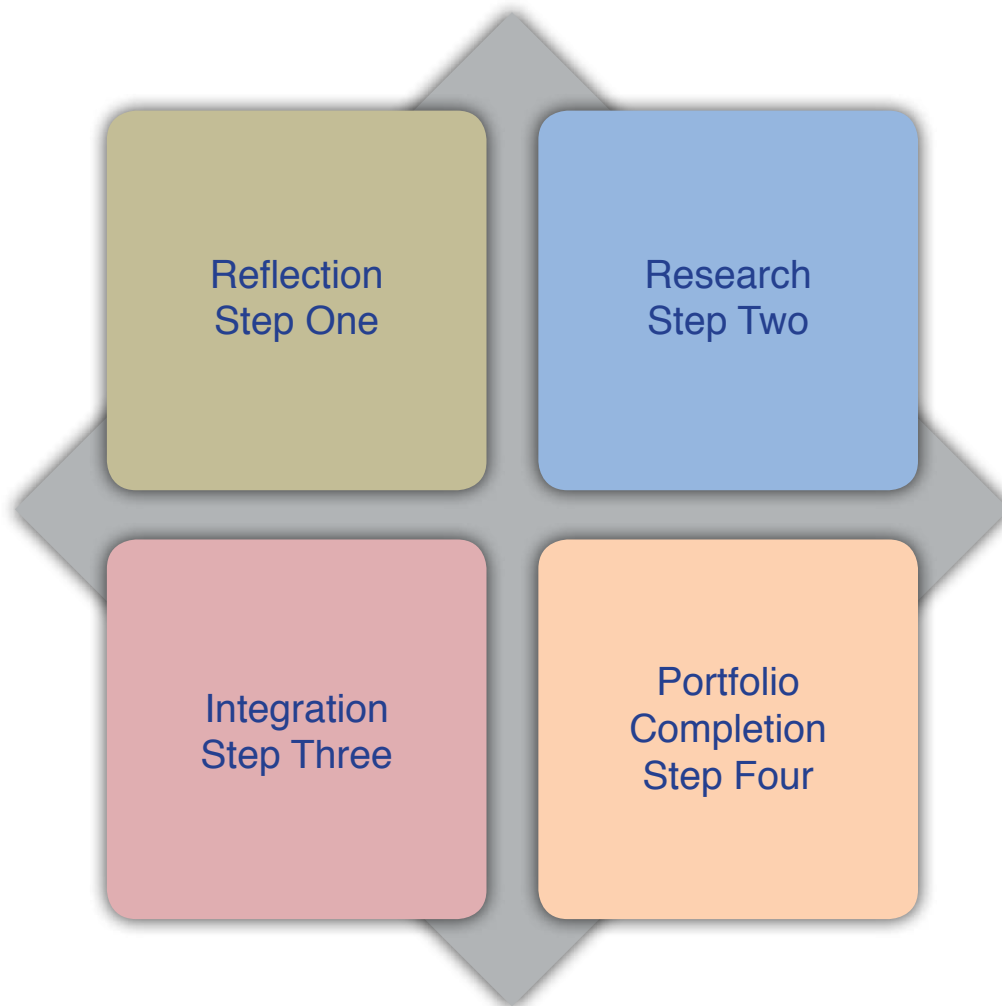 Reflection
Step One
Research
Step Two
Integration
Step Three
Portfolio
Completion
Step Four